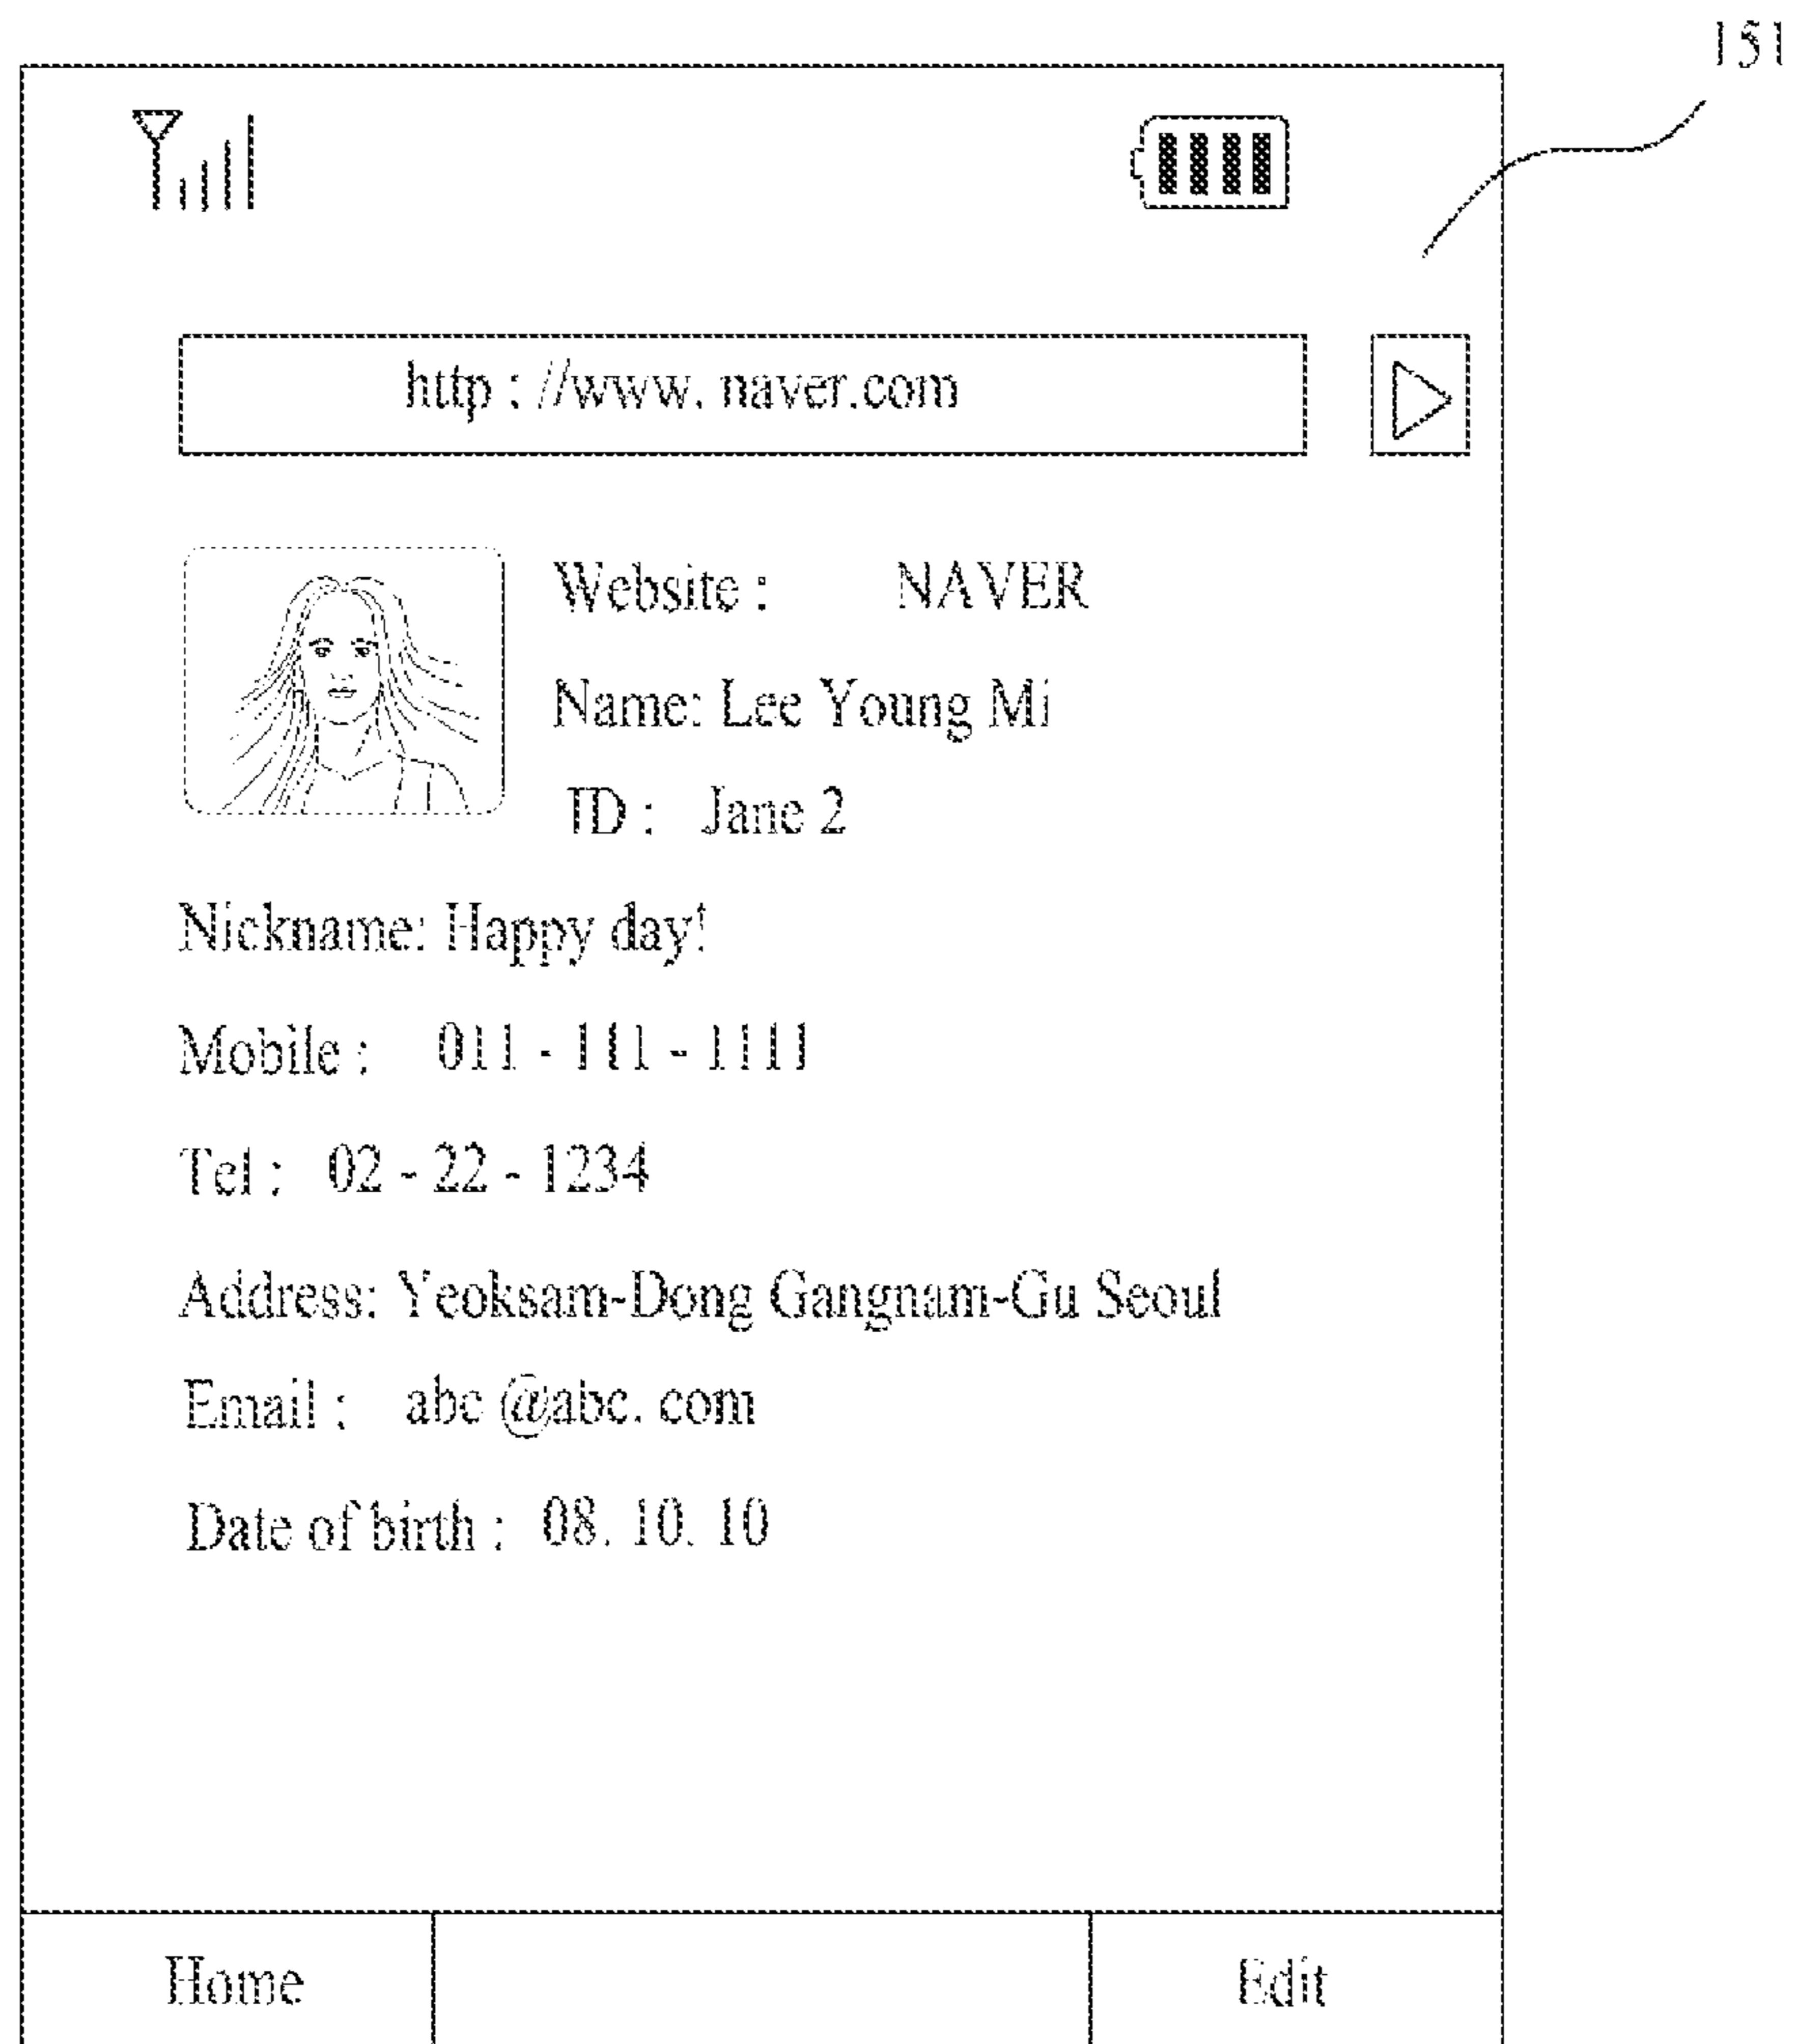 151
http : //www. naver.com
Website : NAVER
Name: Lee Young Mi
ID : Jane 2
Nickname: Happy day!
Mobile : 011 - 111 - 1111
Tel : 02 - 22 - 1234
Address: Yeoksam-Dong Gangnam-Gu Seoul
Email : abc @abc. com
Date of birth : 08. 10. 10
Home Edit